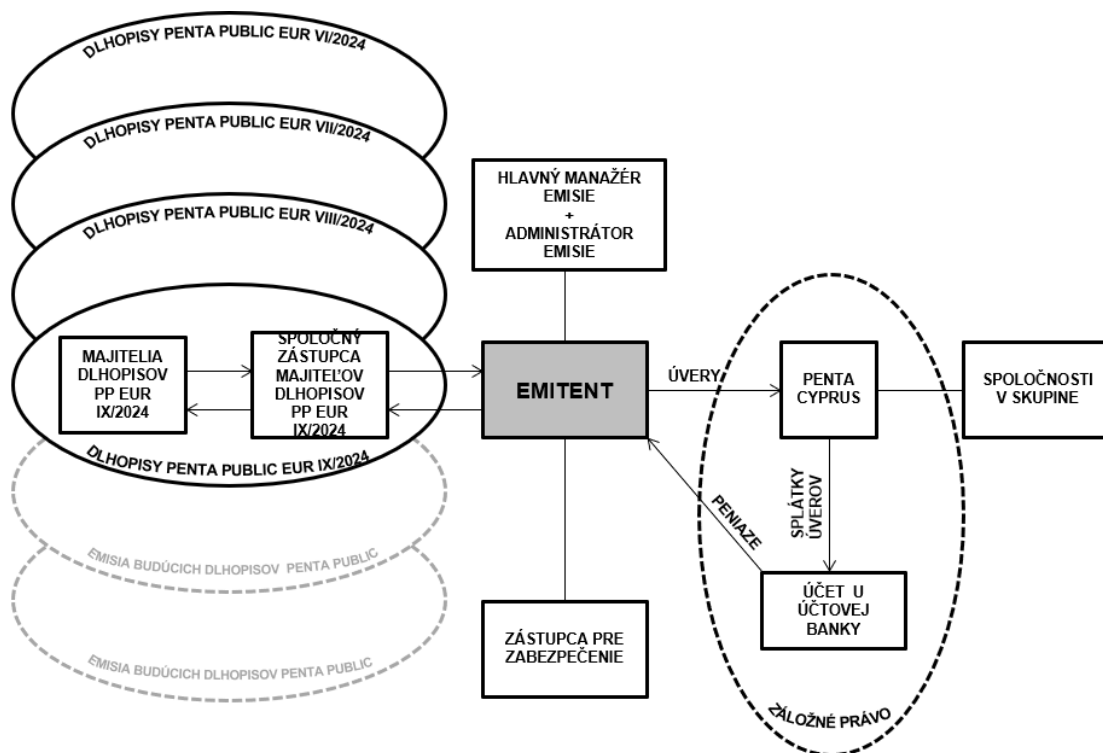 DLHOPISY PENTA PUBLIC EUR VI/2024
DLHOPISY PENTA PUBLIC EUR VII/2024
DLHOPISY PENTA PUBLIC EUR VIII/2024
HLAVNÝ MANAŽÉR
EMISIE
+
ADMINISTRÁTOR
EMISIE
MAJITELIA
DLHOPISOV
PP EUR
IX/2024
SPOLOČNÝ
ZÁSTUPCA
MAJITEĽOV
DLHOPISOV
PP EUR
IX/2024
EMITENT
ÚVERY
PENTA
CYPRUS
SPOLOČNOSTI
V SKUPINE
DLHOPISY PENTA PUBLIC EUR IX/2024
PENIAZE
SPLÁTKY
ÚVEROV
EMISIA BUDÚCICH DLHOPISOV PENTA PUBLIC
ÚČET U
ÚČTOVEJ
BANKY
ZÁSTUPCA PRE
ZABEZPEČENIE
EMISIA BUDÚCICH DLHOPISOV PENTA PUBLIC
ZÁLOŽNÉ PRÁVO